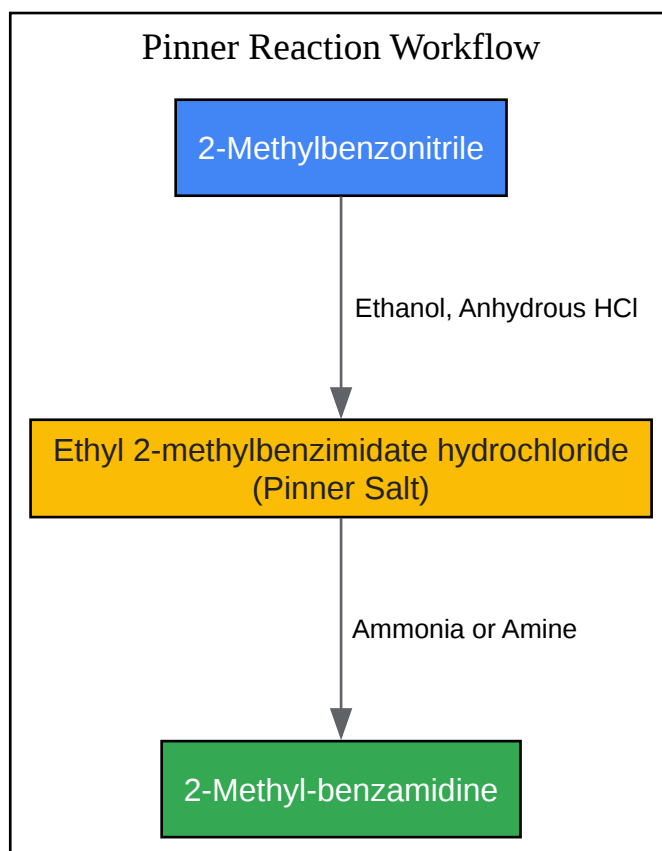 Pinner Reaction Workflow
2-Methylbenzonitrile
Ethanol, Anhydrous HCl
Ethyl 2-methylbenzimidate hydrochloride
(Pinner Salt)
Ammonia or Amine
2-Methyl-benzamidine